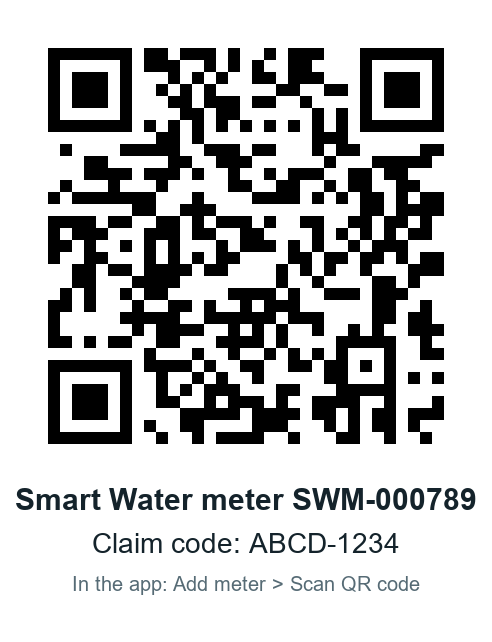 Smart Water meter SWM-000789
Claim code: ABCD-1234
In the app: Add meter > Scan QR code